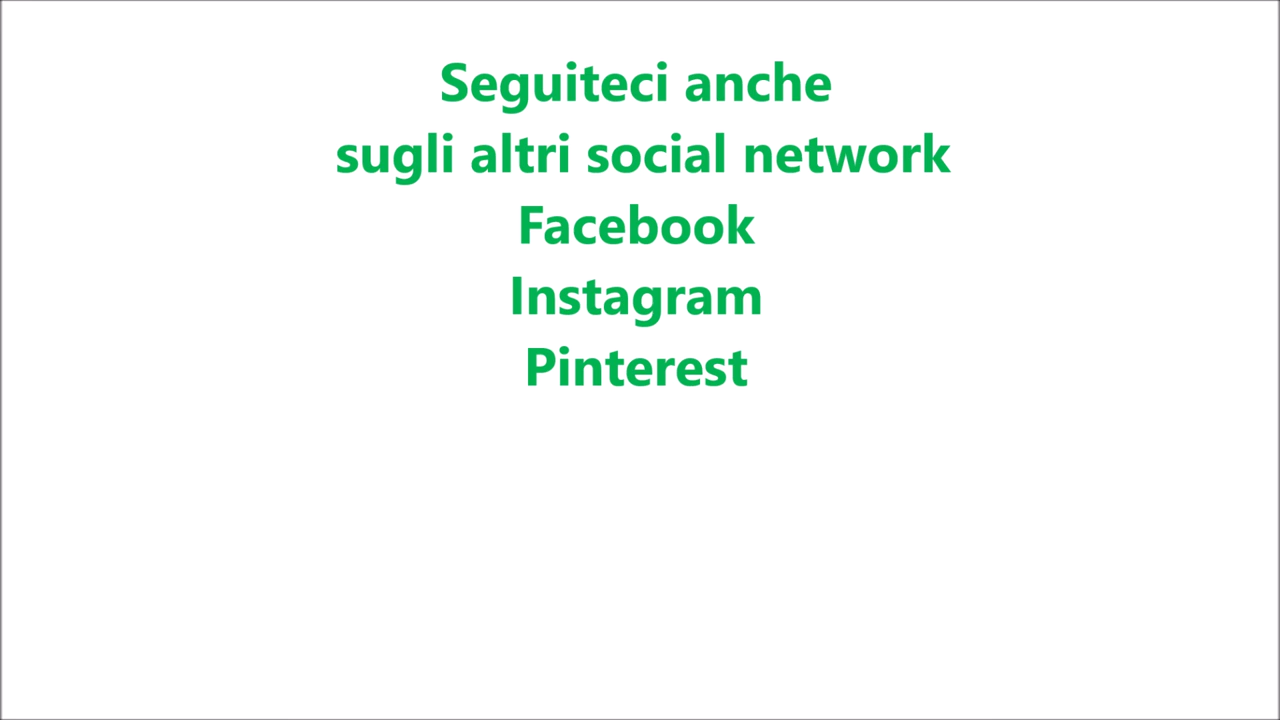 Seguiteci anche
sugli altri social network
Facebook
Instagram
Pinterest